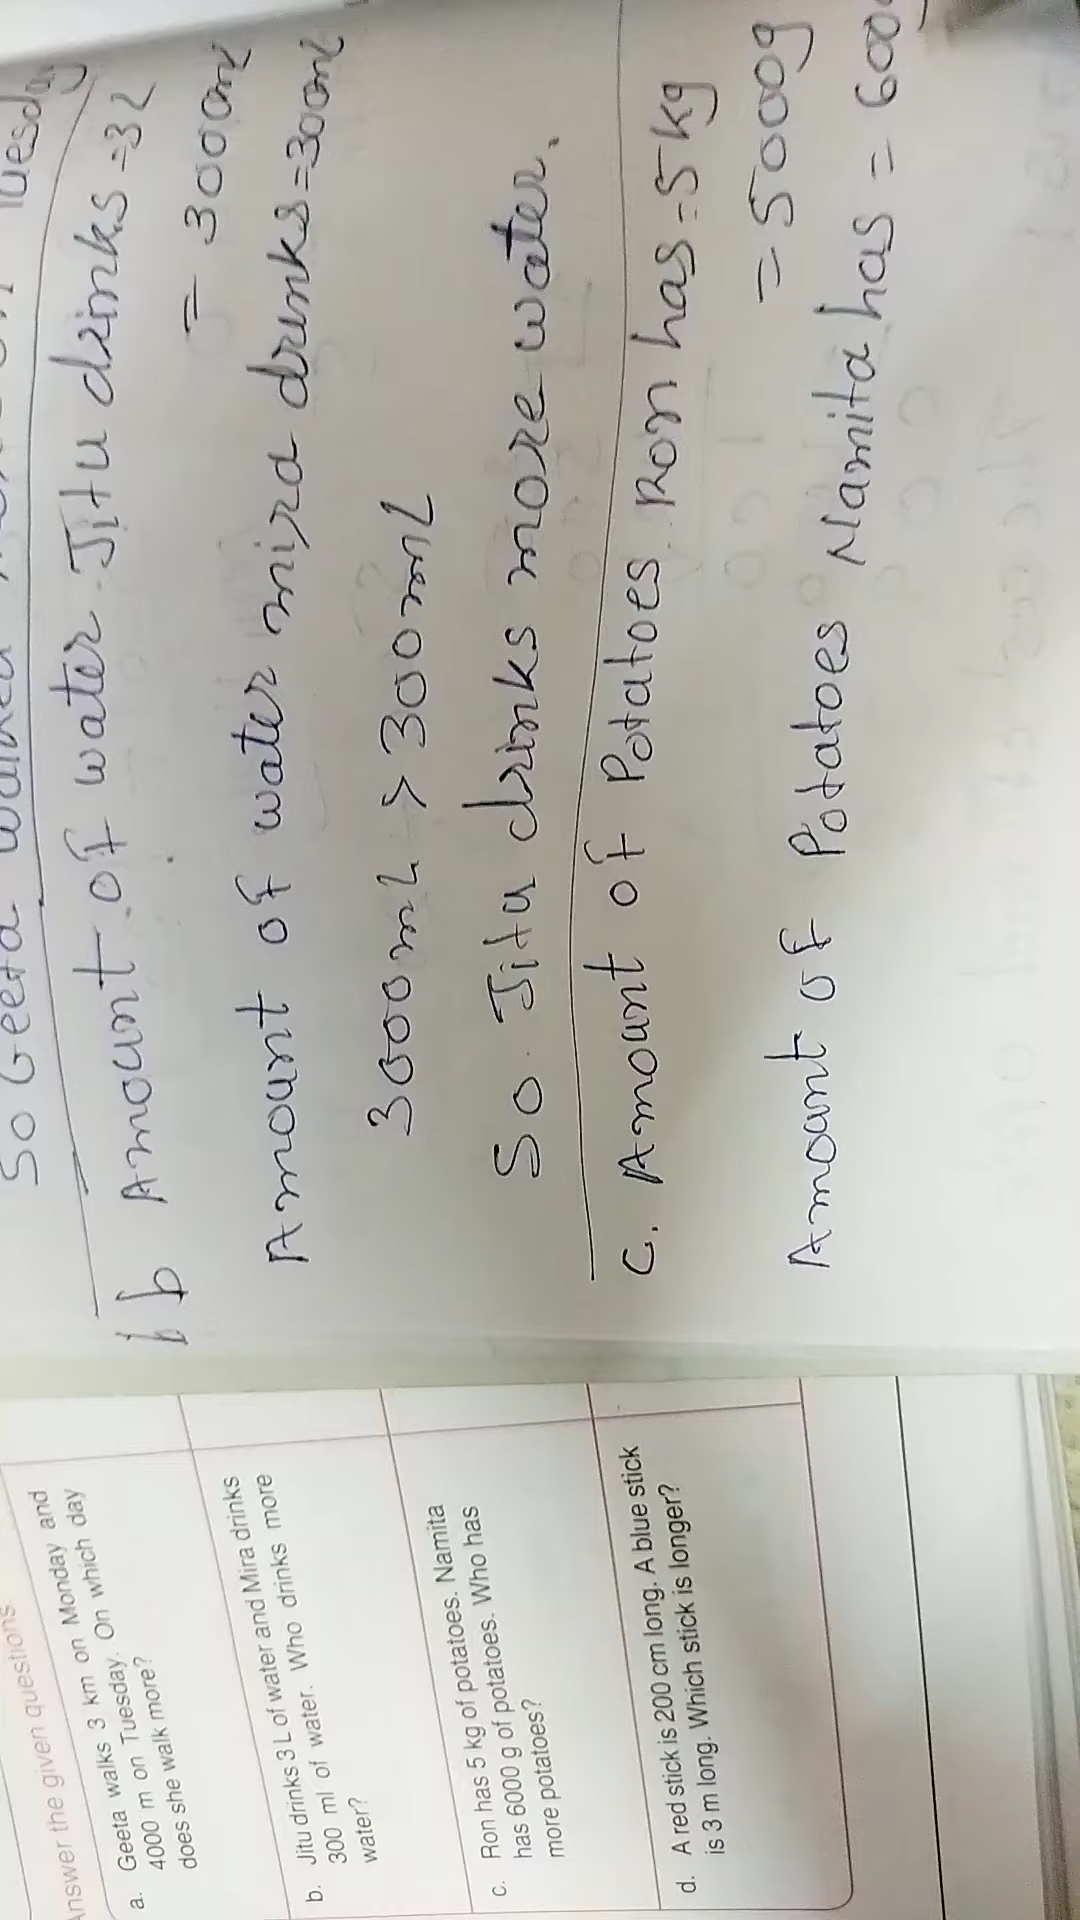 Tuesday
So Geeta walked
1 b Amount of water Jitu drinks = 3L
= 3000mL
Amount of water mira drinks = 300mL
3000mL > 300mL
So Jitu drinks more water.
C. Amount of Potatoes Ron has = 5 kg
= 5000g
Amount of Potatoes Namita has = 600
Answer the given questions
a. Geeta walks 3 km on Monday and
4000 m on Tuesday. On which day
does she walk more?
b. Jitu drinks 3 L of water and Mira drinks
300 ml of water. Who drinks more
water?
c. Ron has 5 kg of potatoes. Namita
has 6000 g of potatoes. Who has
more potatoes?
d. A red stick is 200 cm long. A blue stick
is 3 m long. Which stick is longer?